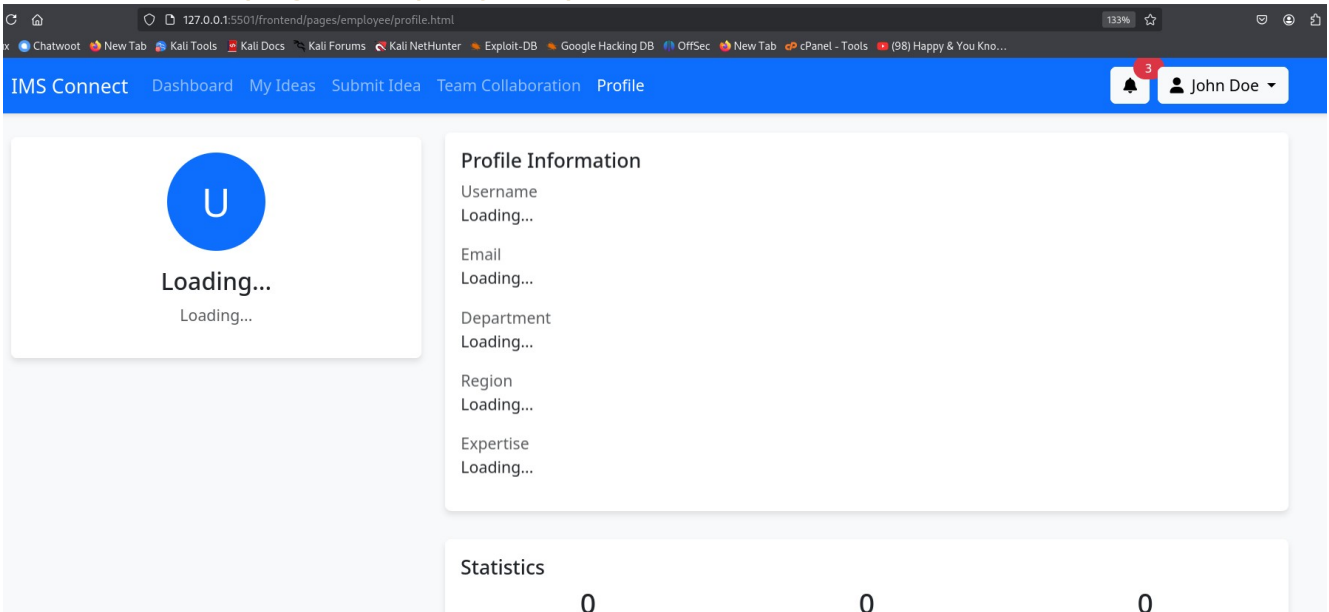 127.0.0.1:5501/frontend/pages/employee/profile.html 133%
Chatwoot New Tab Kali Tools Kali Docs Kali Forums Kali NetHunter Exploit-DB Google Hacking DB OffSec New Tab cPanel - Tools (98) Happy & You Kno...
IMS Connect Dashboard My Ideas Submit Idea Team Collaboration Profile 3 John Doe
U
Loading...
Loading...
Profile Information
Username
Loading...
Email
Loading...
Department
Loading...
Region
Loading...
Expertise
Loading...
Statistics
0 0 0